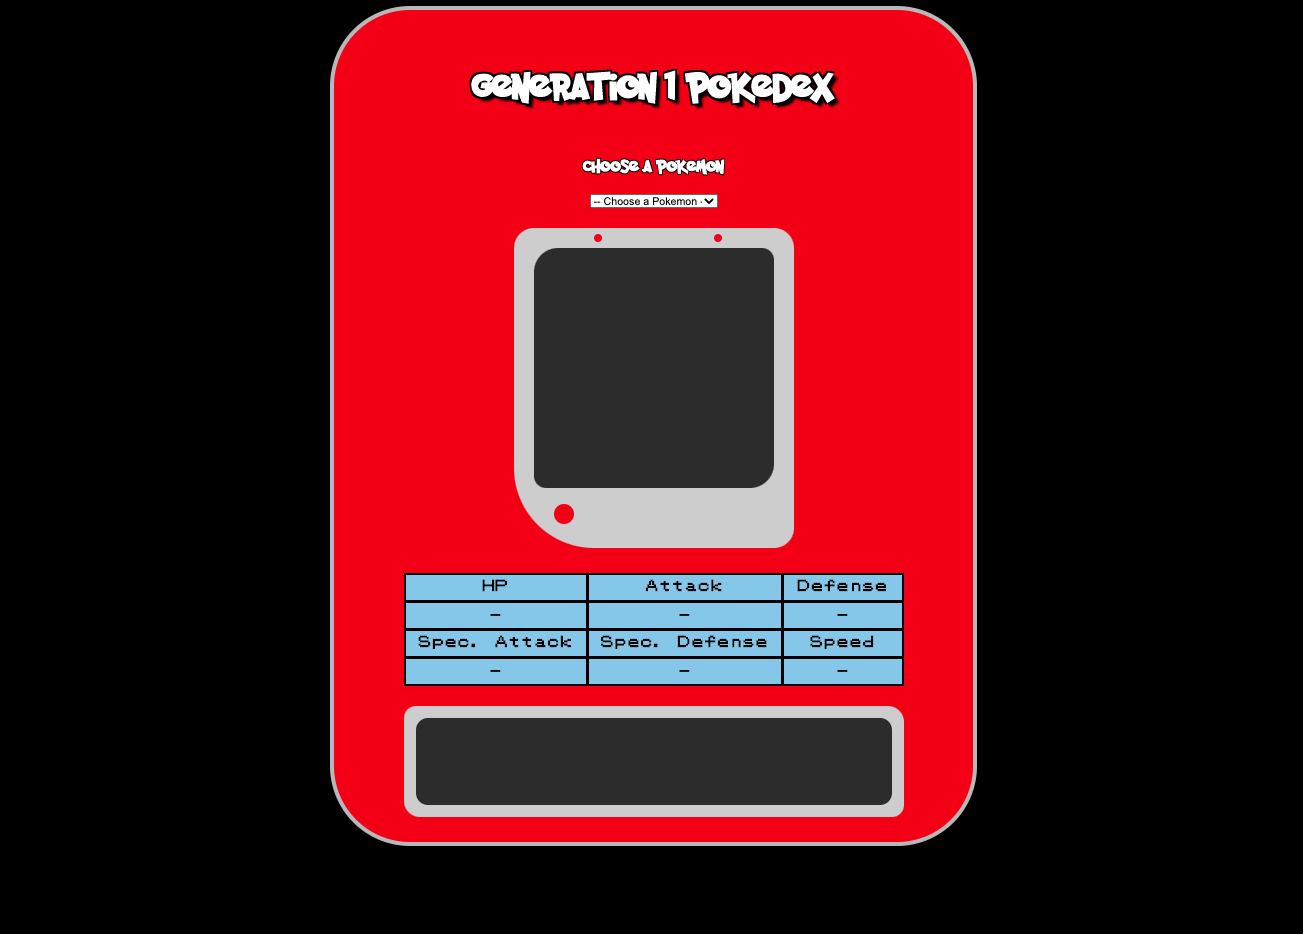 GENERATION 1 POKEDEX
CHOOSE A POKEMON
-- Choose a Pokemon -
HP Attack Defense
- - -
Spec. Attack Spec. Defense Speed
- - -